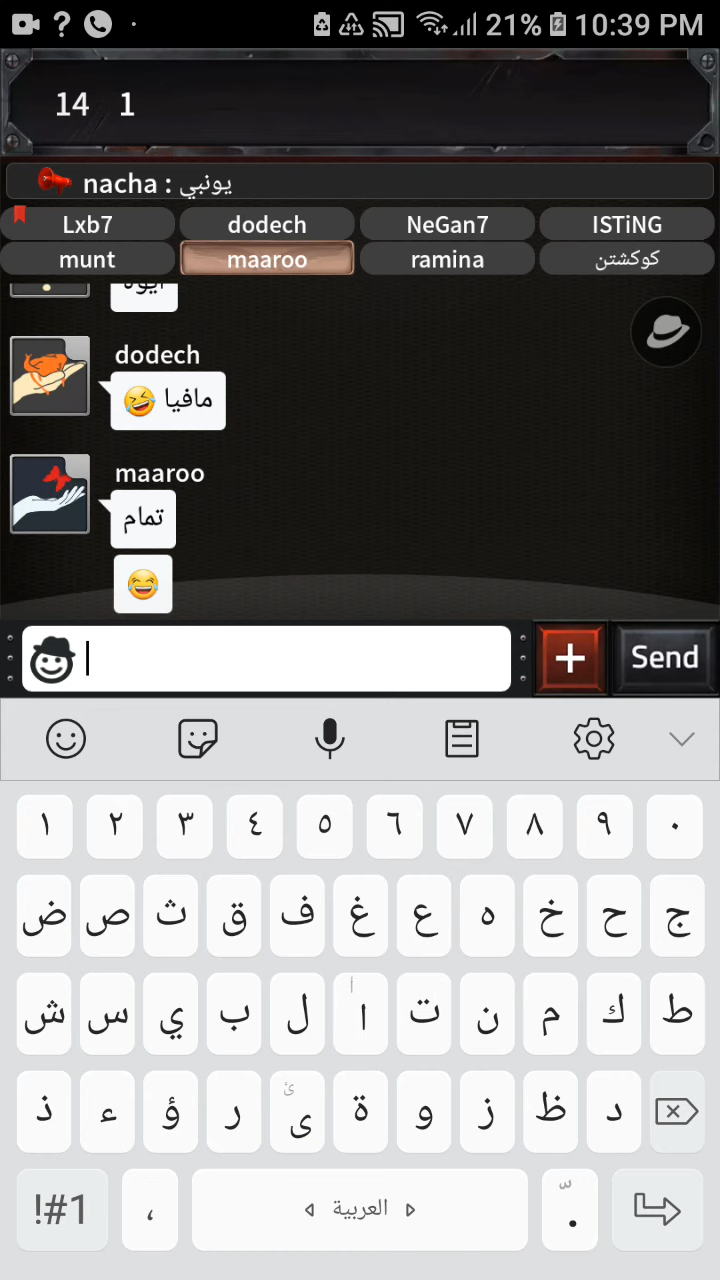 21% 10:39 PM
14 1
nacha : يونبي
Lxb7 dodech NeGan7 ISTiNG
munt maaroo ramina كوكشتن
ايوه
dodech
مافيا 🤣
maaroo
تمام
😂
Send
١ ٢ ٣ ٤ ٥ ٦ ٧ ٨ ٩ ٠
ض ص ث ق ف غ ع ه خ ح ج
ش س ي ب ل ا أ ت ن م ك ط
ذ ء ؤ ر ى ئ ة و ز ظ د
!#1 ، العربية . ّ